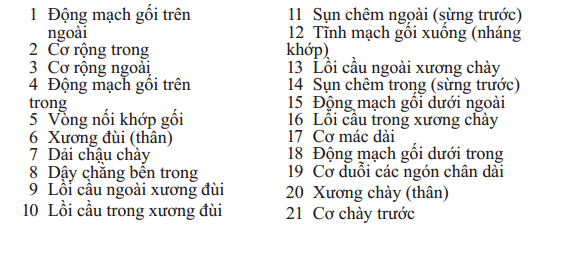 1 Động mạch gối trên
ngoài
2 Cơ rộng trong
3 Cơ rộng ngoài
4 Động mạch gối trên
trong
5 Vòng nối khớp gối
6 Xương đùi (thân)
7 Dải chậu chày
8 Dây chằng bên trong
9 Lồi cầu ngoài xương đùi
10 Lồi cầu trong xương đùi
11 Sụn chêm ngoài (sừng trước)
12 Tĩnh mạch gối xuống (nháng
khớp)
13 Lồi cầu ngoài xương chày
14 Sụn chêm trong (sừng trước)
15 Động mạch gối dưới ngoài
16 Lồi cầu trong xương chày
17 Cơ mác dài
18 Động mạch gối dưới trong
19 Cơ duỗi các ngón chân dài
20 Xương chày (thân)
21 Cơ chày trước